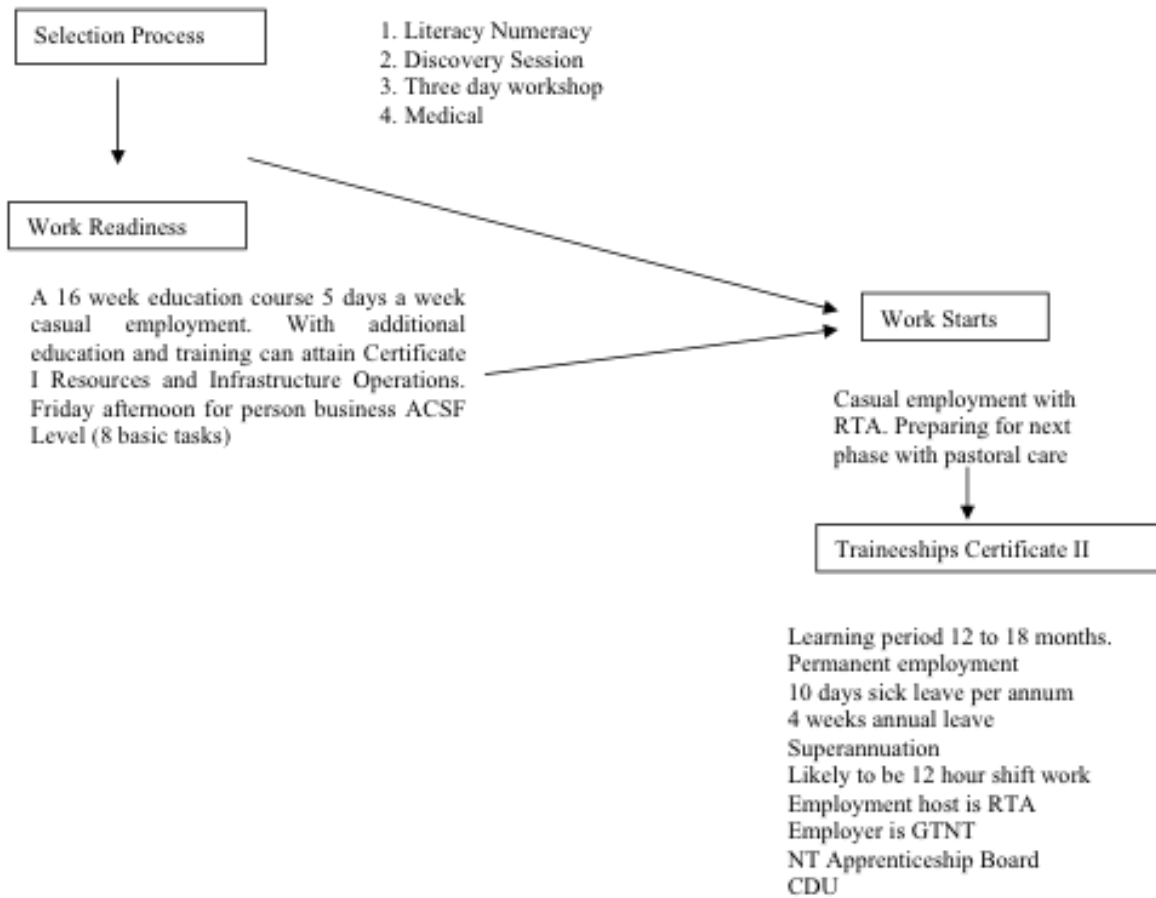 Selection Process
1. Literacy Numeracy
2. Discovery Session
3. Three day workshop
4. Medical
Work Readiness
A 16 week education course 5 days a week
casual employment. With additional
education and training can attain Certificate
I Resources and Infrastructure Operations.
Friday afternoon for person business ACSF
Level (8 basic tasks)
Work Starts
Casual employment with
RTA. Preparing for next
phase with pastoral care
Traineeships Certificate II
Learning period 12 to 18 months.
Permanent employment
10 days sick leave per annum
4 weeks annual leave
Superannuation
Likely to be 12 hour shift work
Employment host is RTA
Employer is GTNT
NT Apprenticeship Board
CDU